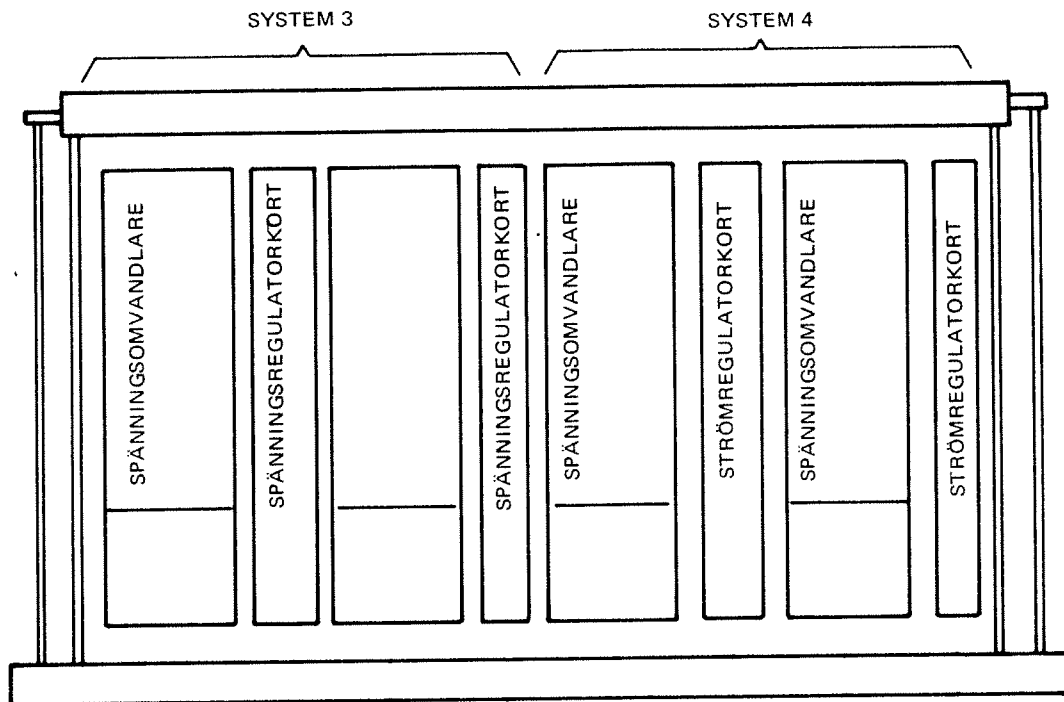 SYSTEM 3
SYSTEM 4
SPÄNNINGSOMVANDLARE
SPÄNNINGSREGULATORKORT
SPÄNNINGSREGULATORKORT
SPÄNNINGSOMVANDLARE
STRÖMREGULATORKORT
SPÄNNINGSOMVANDLARE
STRÖMREGULATORKORT